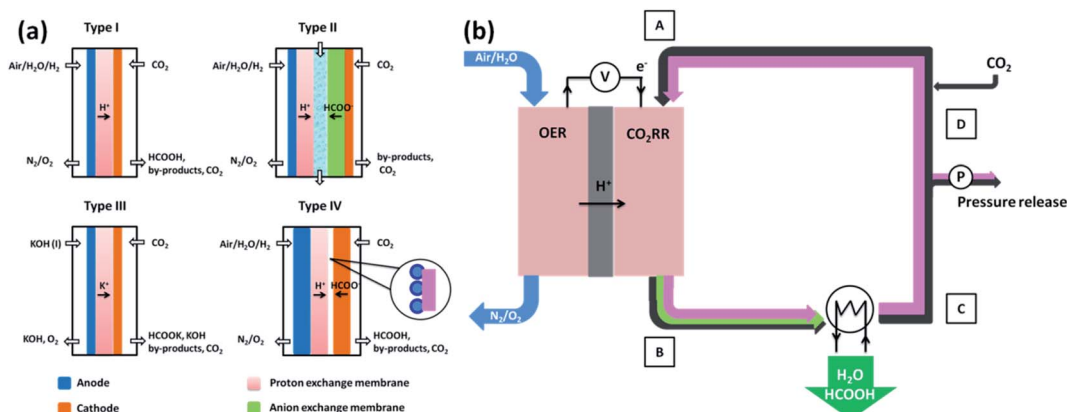 (a)
Type I
Air/H₂O/H₂
CO₂
H⁺
N₂/O₂
HCOOH,
by-products, CO₂
Type II
Air/H₂O/H₂
CO₂
H⁺
HCOO⁻
N₂/O₂
by-products,
CO₂
Type III
KOH (l)
CO₂
K⁺
KOH, O₂
HCOOK, KOH
by-products, CO₂
Type IV
Air/H₂O/H₂
CO₂
H⁺
HCOO⁻
N₂/O₂
HCOOH,
by-products, CO₂
Anode
Proton exchange membrane
Cathode
Anion exchange membrane
(b)
A
Air/H₂O
V
e⁻
CO₂
OER
CO₂RR
D
H⁺
P
Pressure release
N₂/O₂
C
B
H₂O
HCOOH